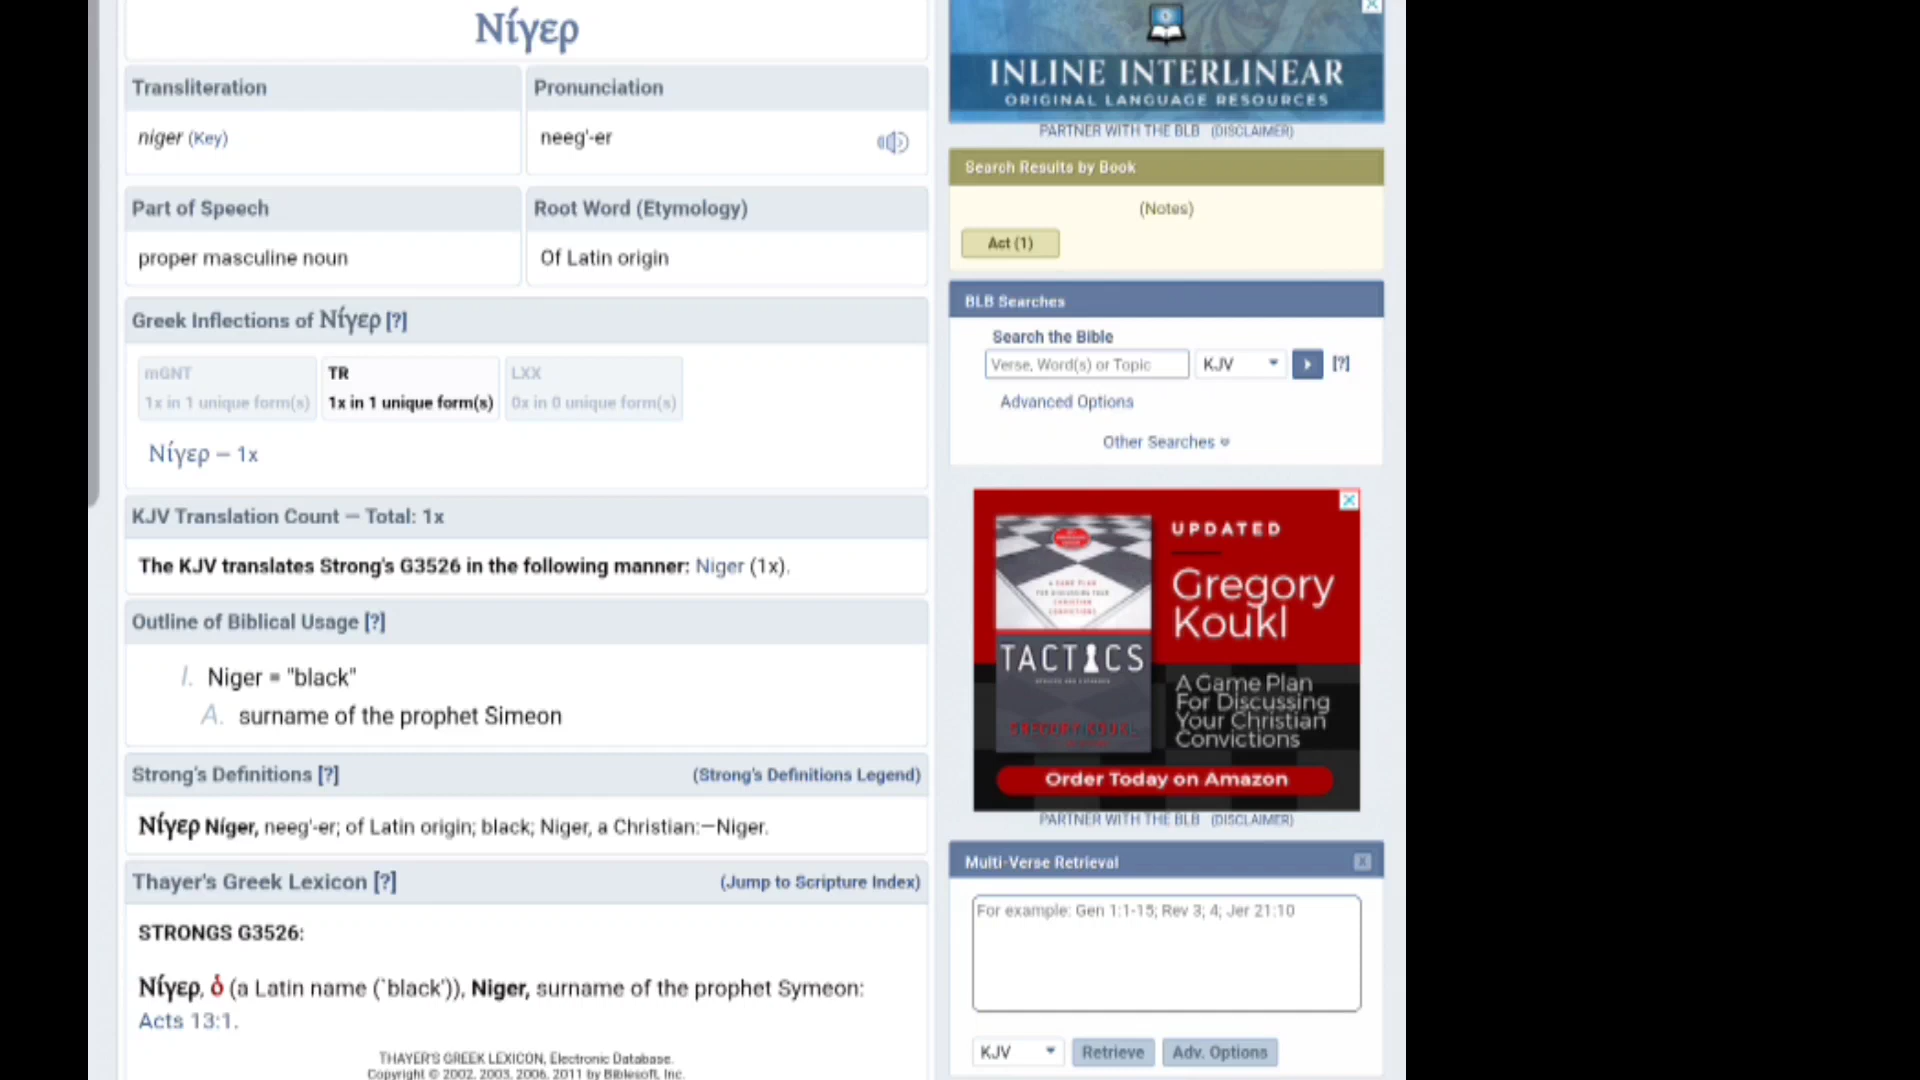 Νίγερ
Transliteration
niger (Key)
Pronunciation
neeg'-er
Part of Speech
proper masculine noun
Root Word (Etymology)
Of Latin origin
Greek Inflections of Νίγερ [?]
mGNT
1x in 1 unique form(s)
TR
1x in 1 unique form(s)
LXX
0x in 0 unique form(s)
Νίγερ — 1x
KJV Translation Count — Total: 1x
The KJV translates Strong's G3526 in the following manner: Niger (1x).
Outline of Biblical Usage [?]
I. Niger = "black"
A. surname of the prophet Simeon
Strong's Definitions [?]
(Strong's Definitions Legend)
Νίγερ Níger, neeg'-er; of Latin origin; black; Niger, a Christian:—Niger.
Thayer's Greek Lexicon [?]
(Jump to Scripture Index)
STRONGS G3526:
Νίγερ, ὁ (a Latin name (`black')), Niger, surname of the prophet Symeon:
Acts 13:1.
THAYER'S GREEK LEXICON, Electronic Database.
Copyright © 2002, 2003, 2006, 2011 by Biblesoft, Inc.
INLINE INTERLINEAR
ORIGINAL LANGUAGE RESOURCES
PARTNER WITH THE BLB (DISCLAIMER)
Search Results by Book
(Notes)
Act (1)
BLB Searches
Search the Bible
Verse, Word(s) or Topic
KJV
[?]
Advanced Options
Other Searches
UPDATED
Gregory
Koukl
A GAME PLAN
FOR DISCUSSING YOUR
CHRISTIAN
CONVICTIONS
TACTICS
GREGORY KOUKL
A Game Plan
For Discussing
Your Christian
Convictions
Order Today on Amazon
PARTNER WITH THE BLB (DISCLAIMER)
Multi-Verse Retrieval
x
For example: Gen 1:1-15; Rev 3; 4; Jer 21:10
KJV
Retrieve
Adv. Options